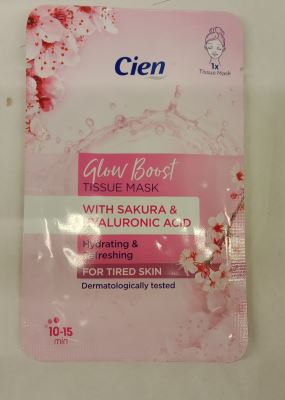 Cien
1x
Tissue Mask
Glow Boost
TISSUE MASK
WITH SAKURA &
HYALURONIC ACID
Hydrating &
Refreshing
FOR TIRED SKIN
Dermatologically tested
10-15
min